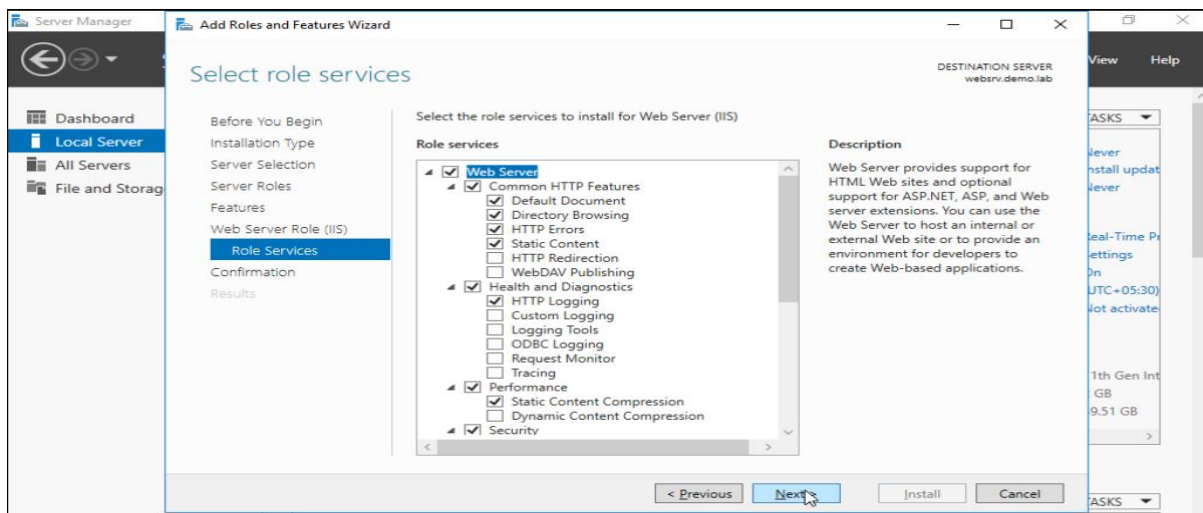 Server Manager
Add Roles and Features Wizard
View Help
Select role services
DESTINATION SERVER
websrv.demo.lab
Dashboard
Local Server
All Servers
File and Storag
Before You Begin
Installation Type
Server Selection
Server Roles
Features
Web Server Role (IIS)
Role Services
Confirmation
Results
Select the role services to install for Web Server (IIS)
Role services
Web Server
Common HTTP Features
Default Document
Directory Browsing
HTTP Errors
Static Content
HTTP Redirection
WebDAV Publishing
Health and Diagnostics
HTTP Logging
Custom Logging
Logging Tools
ODBC Logging
Request Monitor
Tracing
Performance
Static Content Compression
Dynamic Content Compression
Security
Description
Web Server provides support for
HTML Web sites and optional
support for ASP.NET, ASP, and Web
server extensions. You can use the
Web Server to host an internal or
external Web site or to provide an
environment for developers to
create Web-based applications.
TASKS
Never
nstall updat
Never
Real-Time Pr
ettings
On
UTC+05:30)
Not activate
1th Gen Int
GB
9.51 GB
< Previous
Next >
Install
Cancel
TASKS